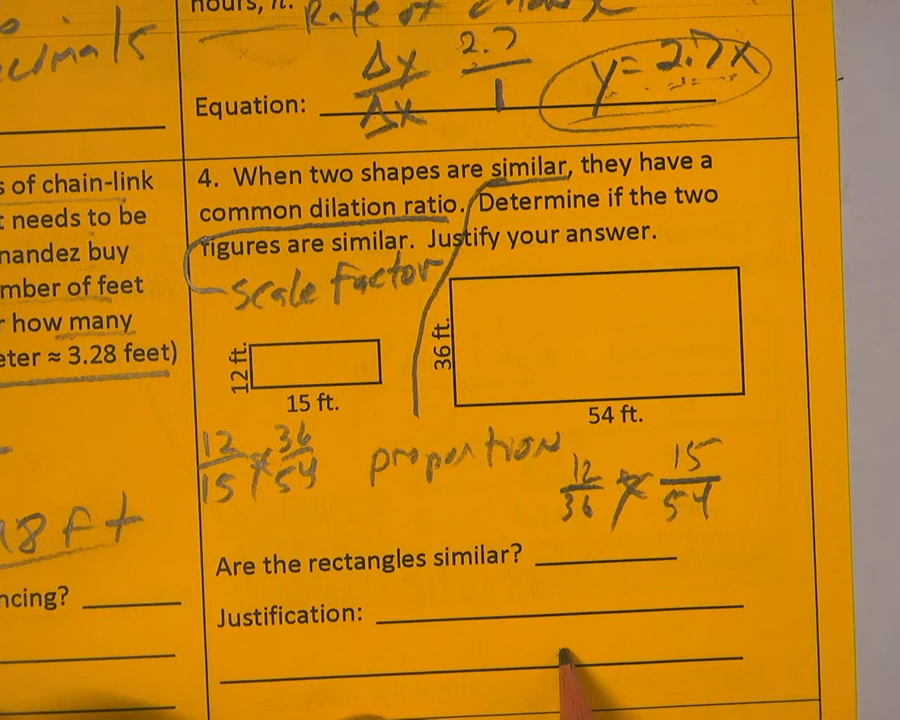 hours, h. Rate of change
Δy/Δx 2.7/1 y = 2.7x
Equation:
s of chain-link
t needs to be
nandez buy
mber of feet
r how many
eter ≈ 3.28 feet)
8 ft
ncing?
4. When two shapes are similar, they have a
common dilation ratio. Determine if the two
figures are similar. Justify your answer.
scale factor
12 ft.
15 ft.
36 ft.
54 ft.
12/15 36/54 proportion 12/36 15/54
Are the rectangles similar?
Justification: